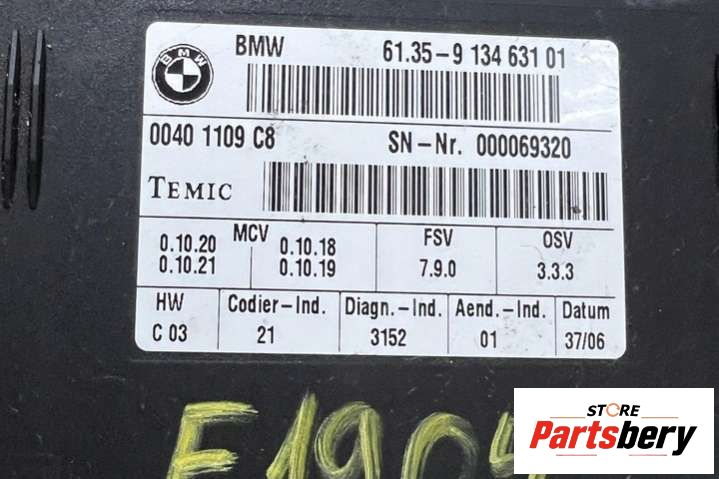 BMW 61.35-9 134 631 01
BMW
0040 1109 C8 SN-Nr. 000069320
TEMIC
MCV FSV OSV
0.10.20 0.10.18
0.10.21 0.10.19 7.9.0 3.3.3
HW Codier-Ind. Diagn.-Ind. Aend.-Ind. Datum
C 03 21 3152 01 37/06
STORE
Partsbery